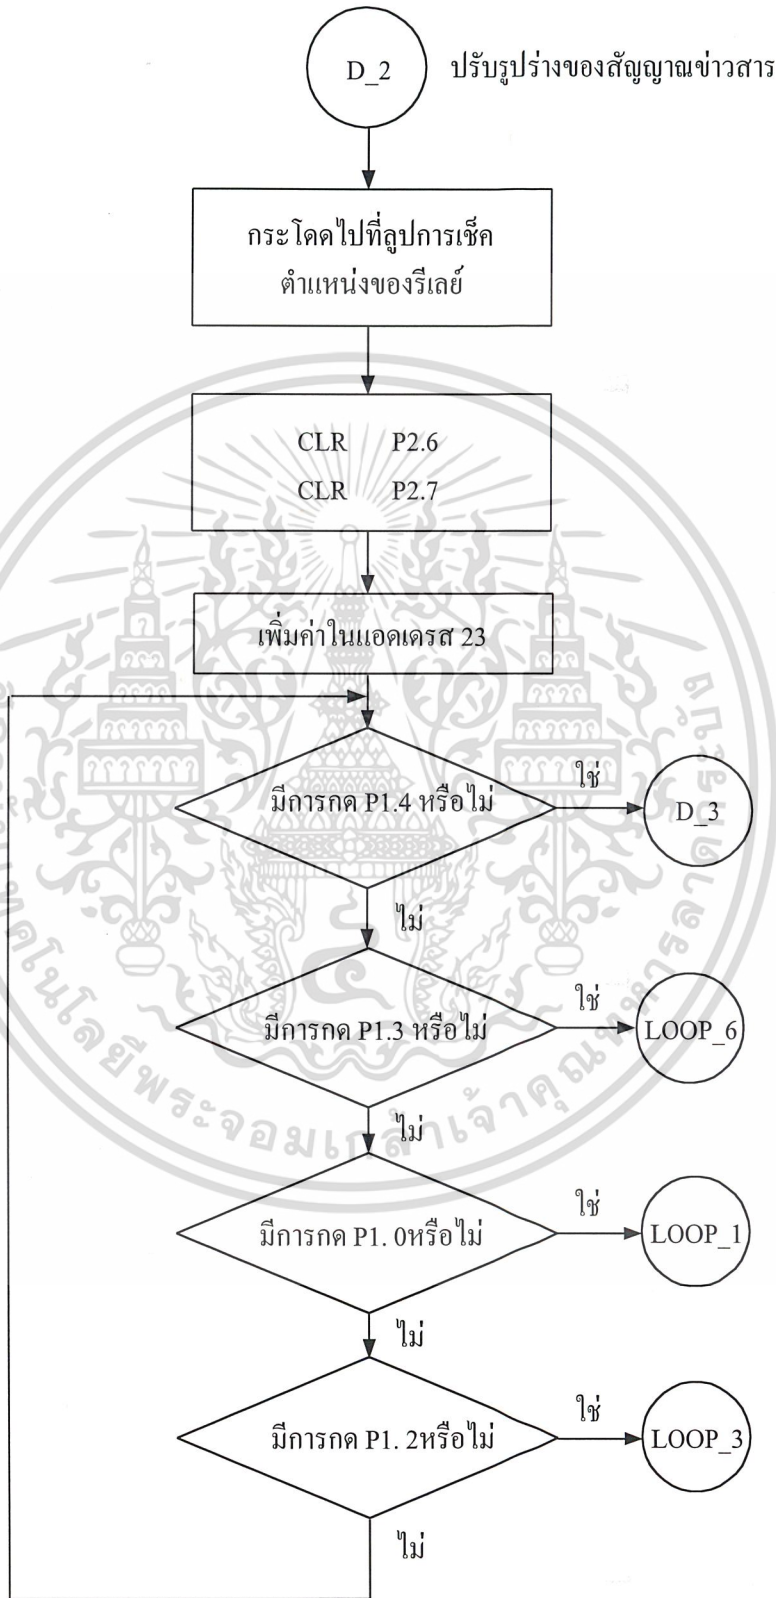 D_2
ปรับรูปร่างของสัญญาณข่าวสาร
กระโดดไปที่ลูปการเช็ค
ตำแหน่งของรีเลย์
CLR P2.6
CLR P2.7
เพิ่มค่าในแอดเดรส 23
มีการกด P1.4 หรือไม่
ใช่
D_3
ไม่
มีการกด P1.3 หรือไม่
ใช่
LOOP_6
ไม่
มีการกด P1. 0หรือไม่
ใช่
LOOP_1
ไม่
มีการกด P1. 2หรือไม่
ใช่
LOOP_3
ไม่